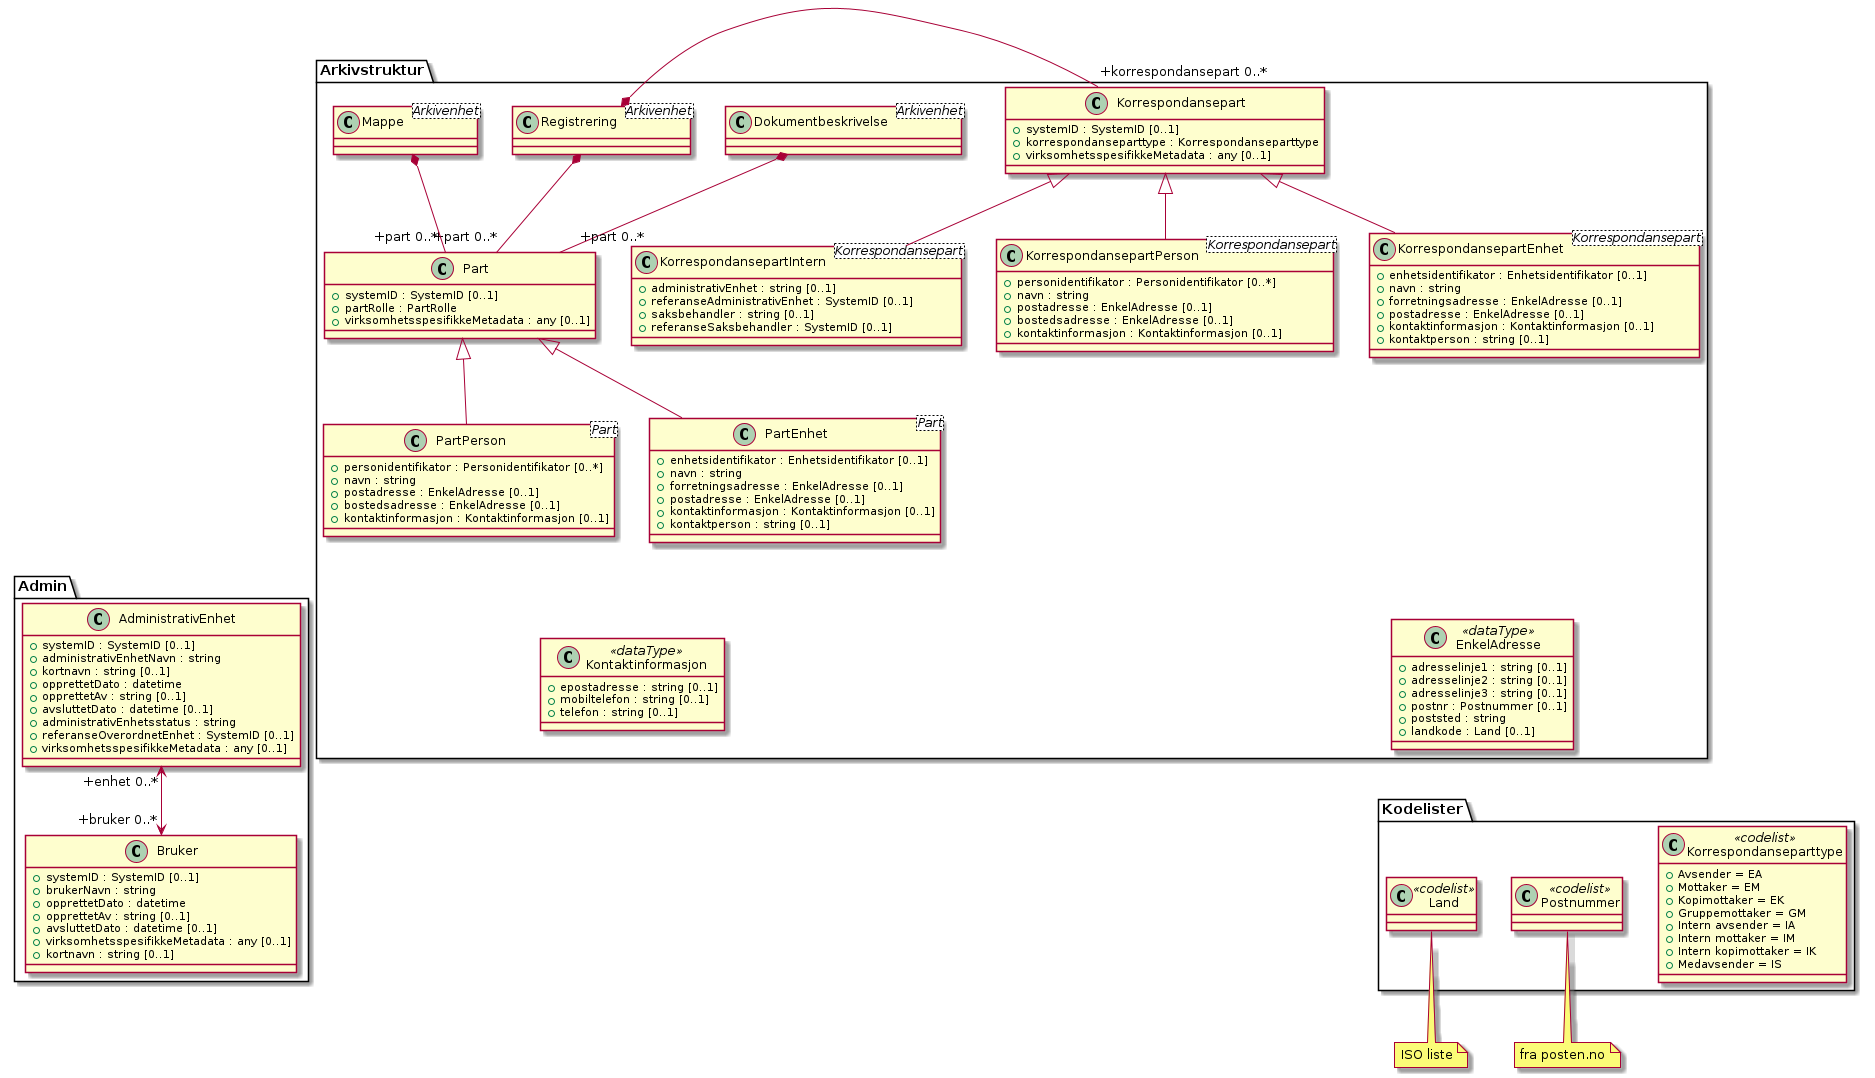 +korrespondansepart 0..*
Arkivstruktur
Mappe
Arkivenhet
C
Registrering
Arkivenhet
C
Dokumentbeskrivelse
Arkivenhet
C
Korrespondansepart
C
systemID : SystemID [0..1]
korrespondanseparttype : Korrespondanseparttype
virksomhetsspesifikkeMetadata : any [0..1]
+part 0..*
+part 0..*
+part 0..*
C
Part
systemID : SystemID [0..1]
partRolle : PartRolle
virksomhetsspesifikkeMetadata : any [0..1]
C
KorrespondansepartIntern
Korrespondansepart
administrativEnhet : string [0..1]
referanseAdministrativEnhet : SystemID [0..1]
saksbehandler : string [0..1]
referanseSaksbehandler : SystemID [0..1]
C
KorrespondansepartPerson
Korrespondansepart
personidentifikator : Personidentifikator [0..*]
navn : string
postadresse : EnkelAdresse [0..1]
bostedsadresse : EnkelAdresse [0..1]
kontaktinformasjon : Kontaktinformasjon [0..1]
C
KorrespondansepartEnhet
Korrespondansepart
enhetsidentifikator : Enhetsidentifikator [0..1]
navn : string
forretningsadresse : EnkelAdresse [0..1]
postadresse : EnkelAdresse [0..1]
kontaktinformasjon : Kontaktinformasjon [0..1]
kontaktperson : string [0..1]
C
PartPerson
Part
personidentifikator : Personidentifikator [0..*]
navn : string
postadresse : EnkelAdresse [0..1]
bostedsadresse : EnkelAdresse [0..1]
kontaktinformasjon : Kontaktinformasjon [0..1]
C
PartEnhet
Part
enhetsidentifikator : Enhetsidentifikator [0..1]
navn : string
forretningsadresse : EnkelAdresse [0..1]
postadresse : EnkelAdresse [0..1]
kontaktinformasjon : Kontaktinformasjon [0..1]
kontaktperson : string [0..1]
Admin
C
AdministrativEnhet
systemID : SystemID [0..1]
administrativEnhetNavn : string
kortnavn : string [0..1]
opprettetDato : datetime
opprettetAv : string [0..1]
avsluttetDato : datetime [0..1]
administrativEnhetsstatus : string
referanseOverordnetEnhet : SystemID [0..1]
virksomhetsspesifikkeMetadata : any [0..1]
C
«dataType»
Kontaktinformasjon
epostadresse : string [0..1]
mobiltelefon : string [0..1]
telefon : string [0..1]
C
«dataType»
EnkelAdresse
adresselinje1 : string [0..1]
adresselinje2 : string [0..1]
adresselinje3 : string [0..1]
postnr : Postnummer [0..1]
poststed : string
landkode : Land [0..1]
+enhet 0..*
+bruker 0..*
C
Bruker
systemID : SystemID [0..1]
brukerNavn : string
opprettetDato : datetime
opprettetAv : string [0..1]
avsluttetDato : datetime [0..1]
virksomhetsspesifikkeMetadata : any [0..1]
kortnavn : string [0..1]
Kodelister
C
«codelist»
Land
C
«codelist»
Postnummer
C
«codelist»
Korrespondanseparttype
Avsender = EA
Mottaker = EM
Kopimottaker = EK
Gruppemottaker = GM
Intern avsender = IA
Intern mottaker = IM
Intern kopimottaker = IK
Medavsender = IS
ISO liste
fra posten.no